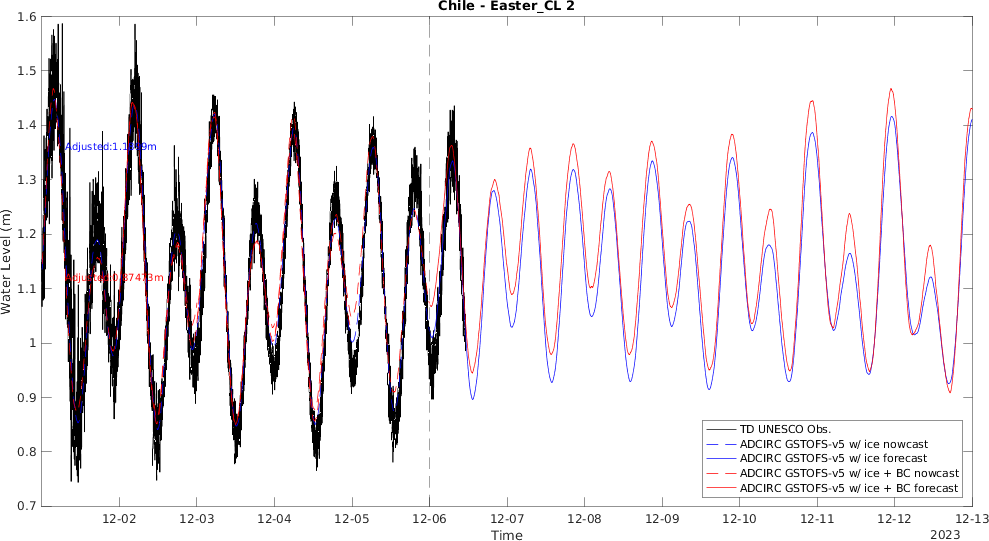 Chile - Easter_CL 2
Water Level (m)
1.6
1.5
1.4
1.3
1.2
1.1
1
0.9
0.8
0.7
Adjusted:
Adjusted:
TD UNESCO Obs.
ADCIRC GSTOFS-v5 w/ ice nowcast
ADCIRC GSTOFS-v5 w/ ice forecast
ADCIRC GSTOFS-v5 w/ ice + BC nowcast
ADCIRC GSTOFS-v5 w/ ice + BC forecast
12-02 12-03 12-04 12-05 12-06 12-07 12-08 12-09 12-10 12-11 12-12 12-13
Time
2023